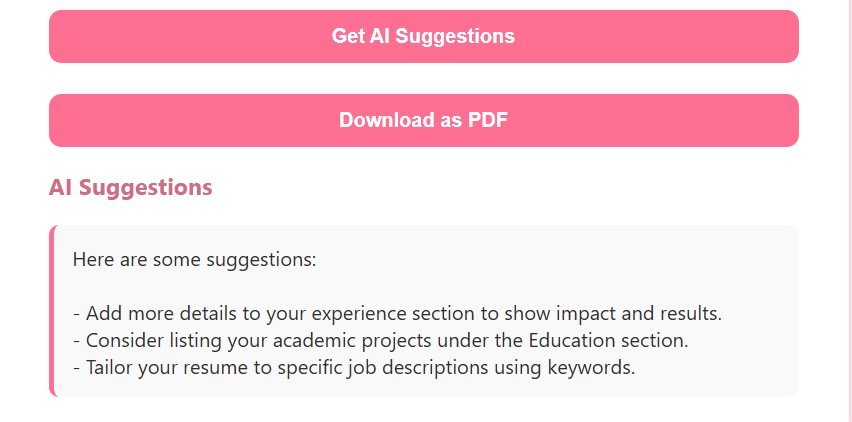 Get AI Suggestions
Download as PDF
AI Suggestions
Here are some suggestions:
- Add more details to your experience section to show impact and results.
- Consider listing your academic projects under the Education section.
- Tailor your resume to specific job descriptions using keywords.